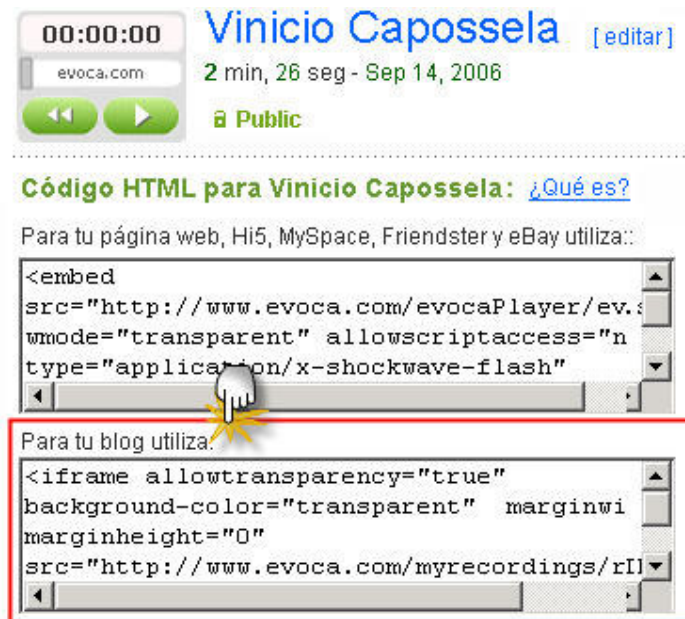 00:00:00
evoca.com
Vinicio Capossela [editar]
2 min, 26 seg - Sep 14, 2006
Public
Código HTML para Vinicio Capossela: ¿Qué es?
Para tu página web, Hi5, MySpace, Friendster y eBay utiliza::
<embed
src="http://www.evoca.com/evocaPlayer/ev.s
wmode="transparent" allowscriptaccess="n
type="application/x-shockwave-flash"
Para tu blog utiliza:
<iframe allowtransparency="true"
background-color="transparent" marginwi
marginheight="0"
src="http://www.evoca.com/myrecordings/rI